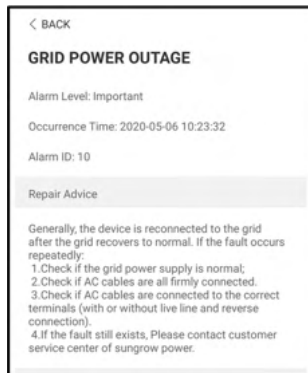 < BACK
GRID POWER OUTAGE
Alarm Level: Important
Occurrence Time: 2020-05-06 10:23:32
Alarm ID: 10
Repair Advice
Generally, the device is reconnected to the grid
after the grid recovers to normal. If the fault occurs
repeatedly:
1.Check if the grid power supply is normal;
2.Check if AC cables are all firmly connected.
3.Check if AC cables are connected to the correct
terminals (with or without live line and reverse
connection).
4.If the fault still exists, Please contact customer
service center of sungrow power.